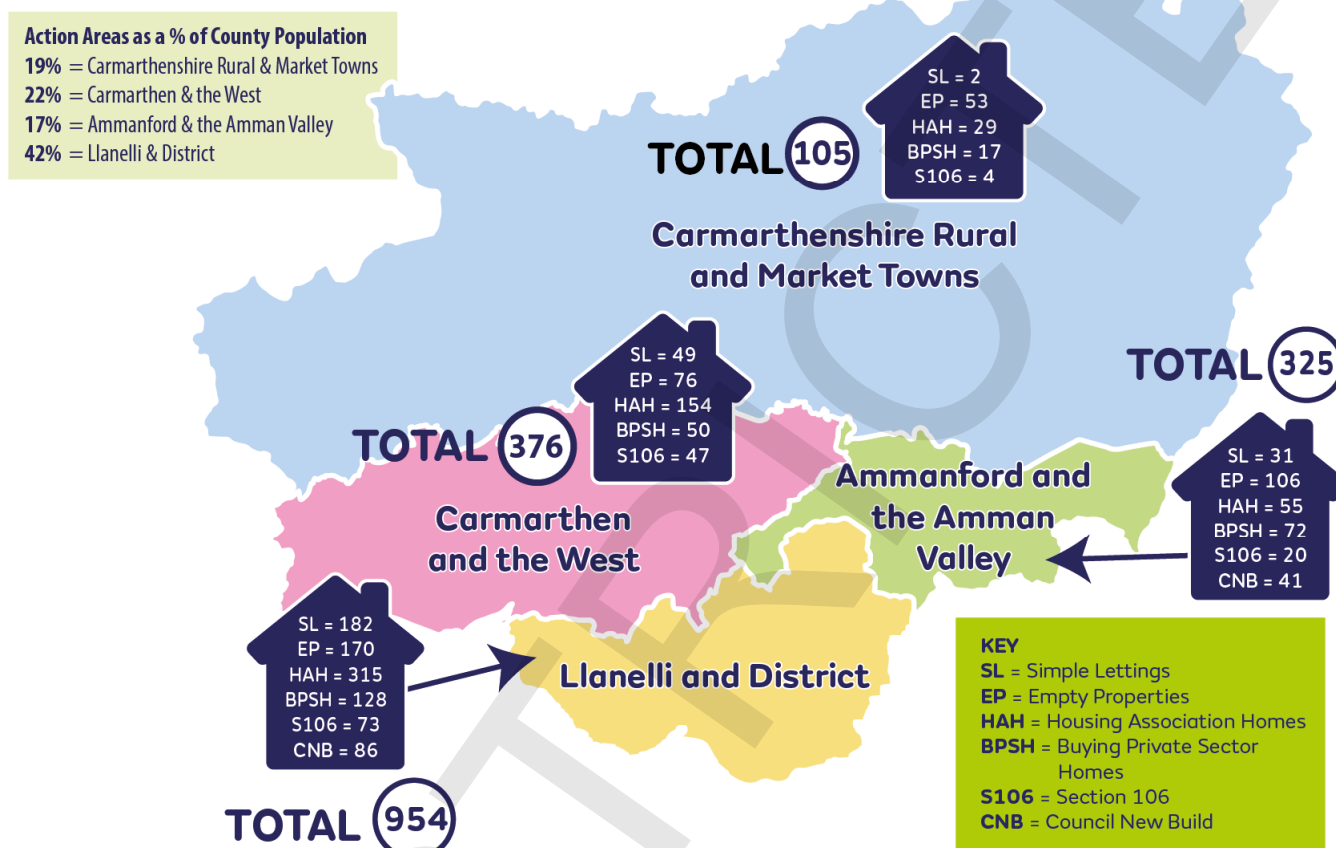 Action Areas as a % of County Population
19% = Carmarthenshire Rural & Market Towns
22% = Carmarthen & the West
17% = Ammanford & the Amman Valley
42% = Llanelli & District
SL = 2
EP = 53
HAH = 29
BPSH = 17
S106 = 4
TOTAL 105
Carmarthenshire Rural
and Market Towns
SL = 49
EP = 76
HAH = 154
BPSH = 50
S106 = 47
TOTAL 376
Carmarthen
and the West
TOTAL 325
SL = 31
EP = 106
HAH = 55
BPSH = 72
S106 = 20
CNB = 41
Ammanford and
the Amman
Valley
SL = 182
EP = 170
HAH = 315
BPSH = 128
S106 = 73
CNB = 86
Llanelli and District
TOTAL 954
KEY
SL = Simple Lettings
EP = Empty Properties
HAH = Housing Association Homes
BPSH = Buying Private Sector
Homes
S106 = Section 106
CNB = Council New Build